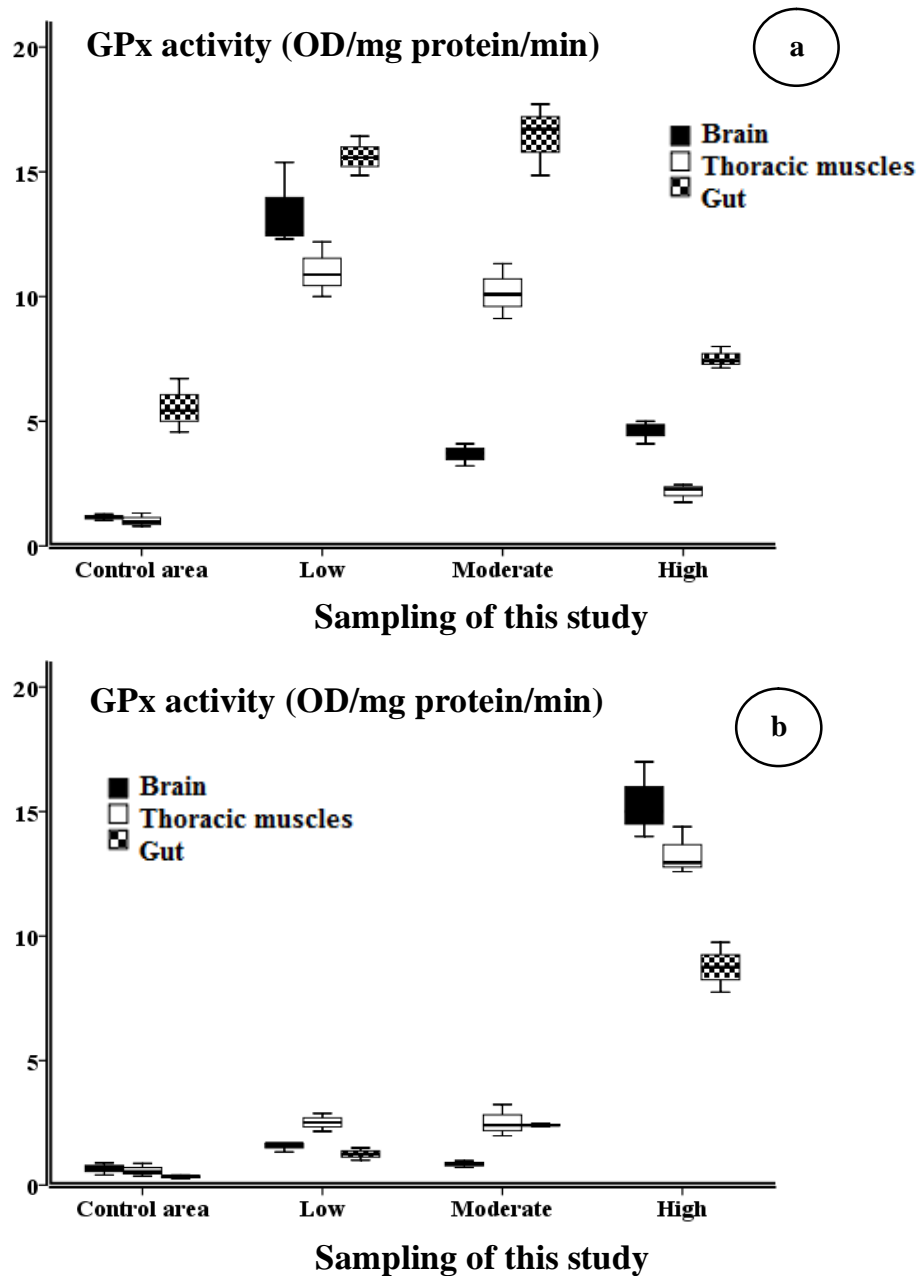 GPx activity (OD/mg protein/min)
a
20
15
10
5
0
Brain
Thoracic muscles
Gut
Control area Low Moderate High
Sampling of this study
GPx activity (OD/mg protein/min)
b
20
15
10
5
0
Brain
Thoracic muscles
Gut
Control area Low Moderate High
Sampling of this study